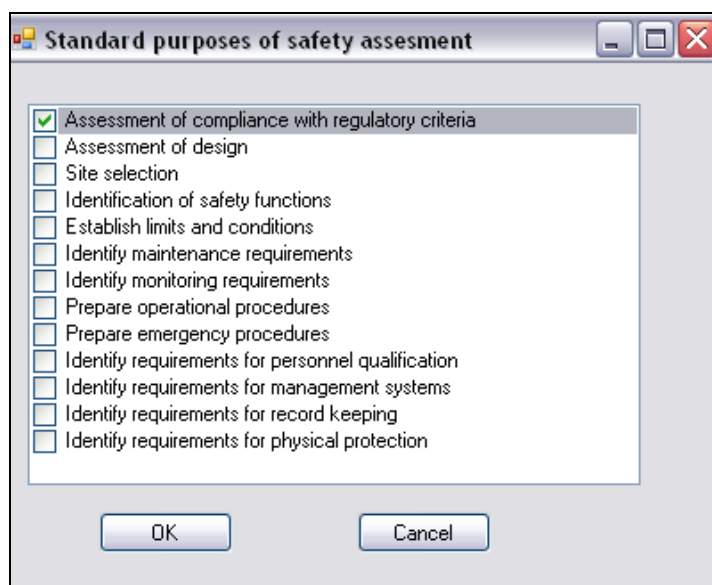 Standard purposes of safety assesment
Assessment of compliance with regulatory criteria
Assessment of design
Site selection
Identification of safety functions
Establish limits and conditions
Identify maintenance requirements
Identify monitoring requirements
Prepare operational procedures
Prepare emergency procedures
Identify requirements for personnel qualification
Identify requirements for management systems
Identify requirements for record keeping
Identify requirements for physical protection
OK Cancel